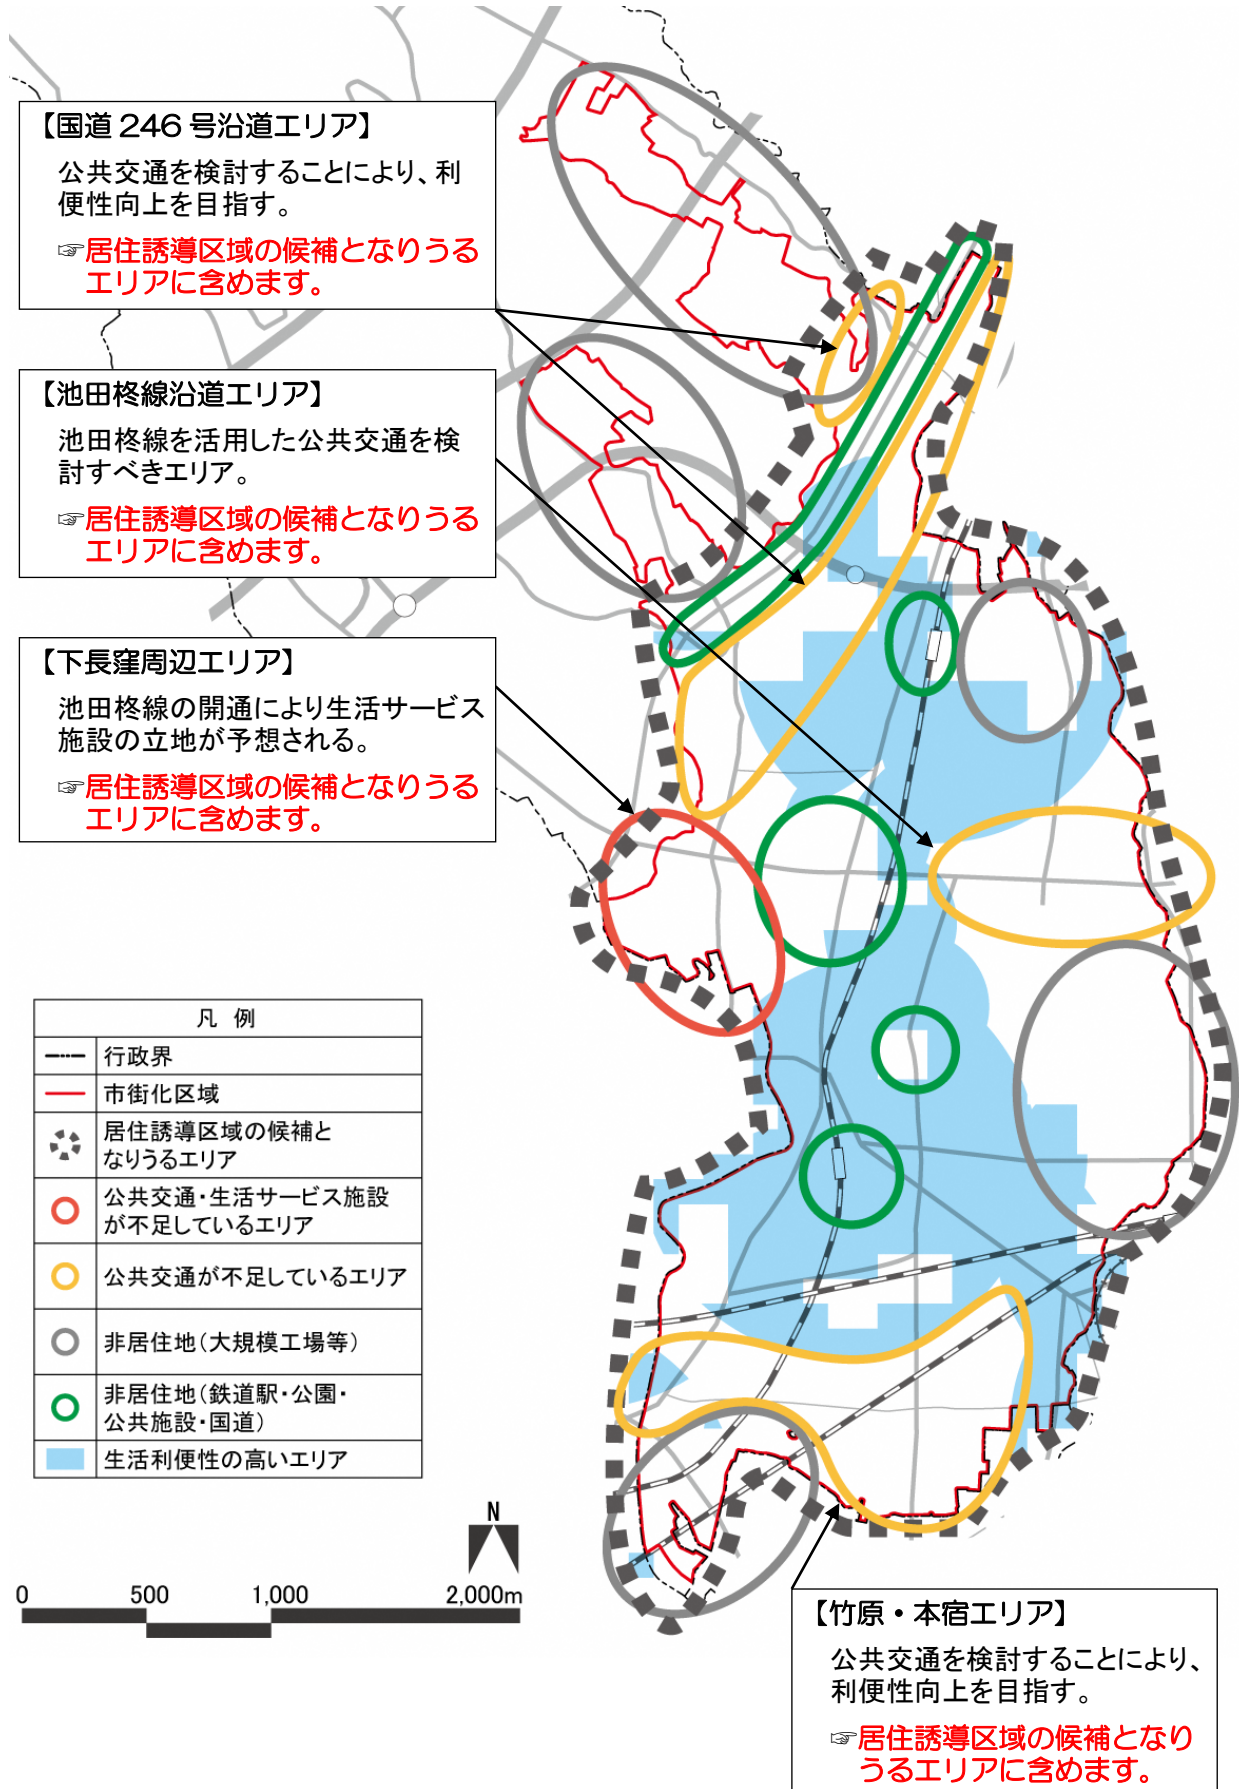 【国道246号沿道エリア】
公共交通を検討することにより、利
便性向上を目指す。
☞居住誘導区域の候補となりうる
エリアに含めます。
【池田柊線沿道エリア】
池田柊線を活用した公共交通を検
討すべきエリア。
☞居住誘導区域の候補となりうる
エリアに含めます。
【下長窪周辺エリア】
池田柊線の開通により生活サービス
施設の立地が予想される。
☞居住誘導区域の候補となりうる
エリアに含めます。
凡 例
行政界
市街化区域
居住誘導区域の候補と
なりうるエリア
公共交通・生活サービス施設
が不足しているエリア
公共交通が不足しているエリア
非居住地(大規模工場等)
非居住地(鉄道駅・公園・
公共施設・国道)
生活利便性の高いエリア
N
0 500 1,000 2,000m
【竹原・本宿エリア】
公共交通を検討することにより、
利便性向上を目指す。
☞居住誘導区域の候補となり
うるエリアに含めます。